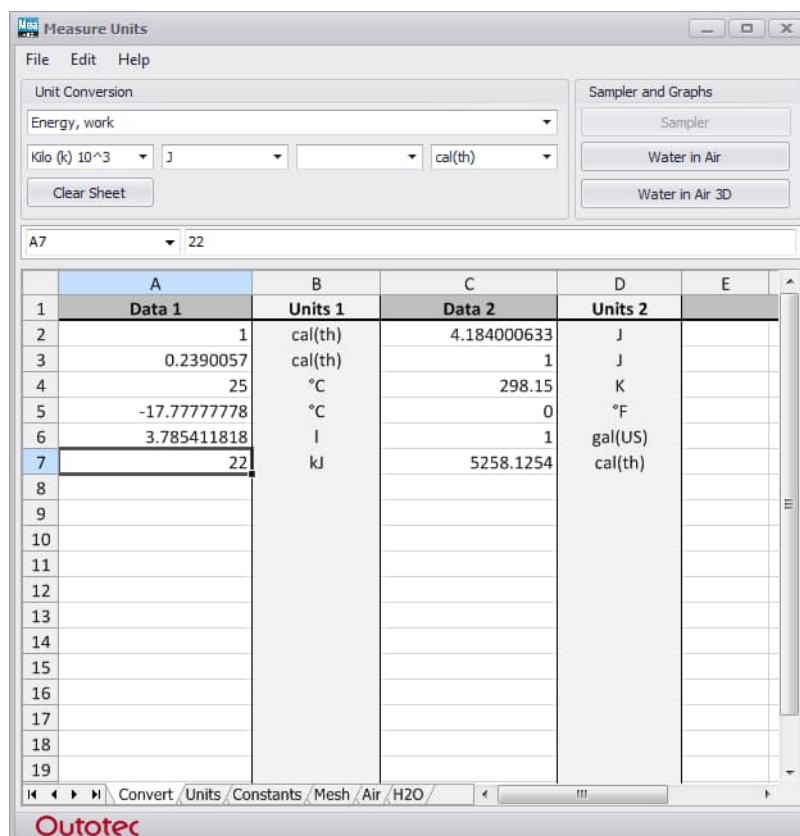 Mea
Measure Units
File Edit Help
Unit Conversion
Sampler and Graphs
Energy, work
Sampler
Kilo (k) 10^3 J cal(th)
Water in Air
Clear Sheet
Water in Air 3D
A7 22
A B C D E
1 Data 1 Units 1 Data 2 Units 2
2 1 cal(th) 4.184000633 J
3 0.2390057 cal(th) 1 J
4 25 °C 298.15 K
5 -17.77777778 °C 0 °F
6 3.785411818 l 1 gal(US)
7 22 kJ 5258.1254 cal(th)
8
9
10
11
12
13
14
15
16
17
18
19
Convert Units Constants Mesh Air H2O
Outotec